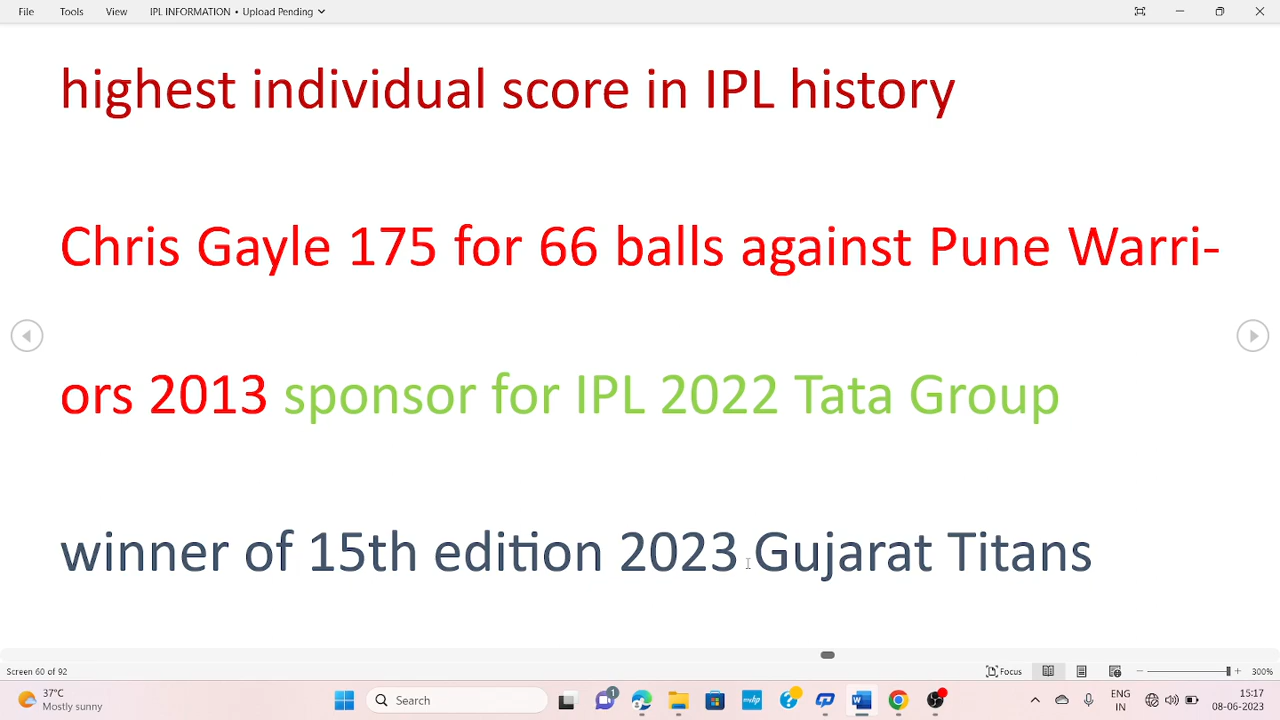 File Tools View IPL INFORMATION • Upload Pending
highest individual score in IPL history
Chris Gayle 175 for 66 balls against Pune Warri-
ors 2013 sponsor for IPL 2022 Tata Group
winner of 15th edition 2023 Gujarat Titans
Screen 60 of 92 Focus 300%
37°C
Mostly sunny
Search
1
myhp
ENG
IN
15:17
08-06-2023